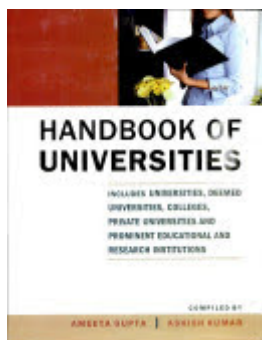 HANDBOOK OF
UNIVERSITIES
INCLUDES UNIVERSITIES, DEEMED
UNIVERSITIES, COLLEGES,
PRIVATE UNIVERSITIES AND
PROMINENT EDUCATIONAL AND
RESEARCH INSTITUTIONS
COMPILED BY
AMEETA GUPTA | ASHISH KUMAR